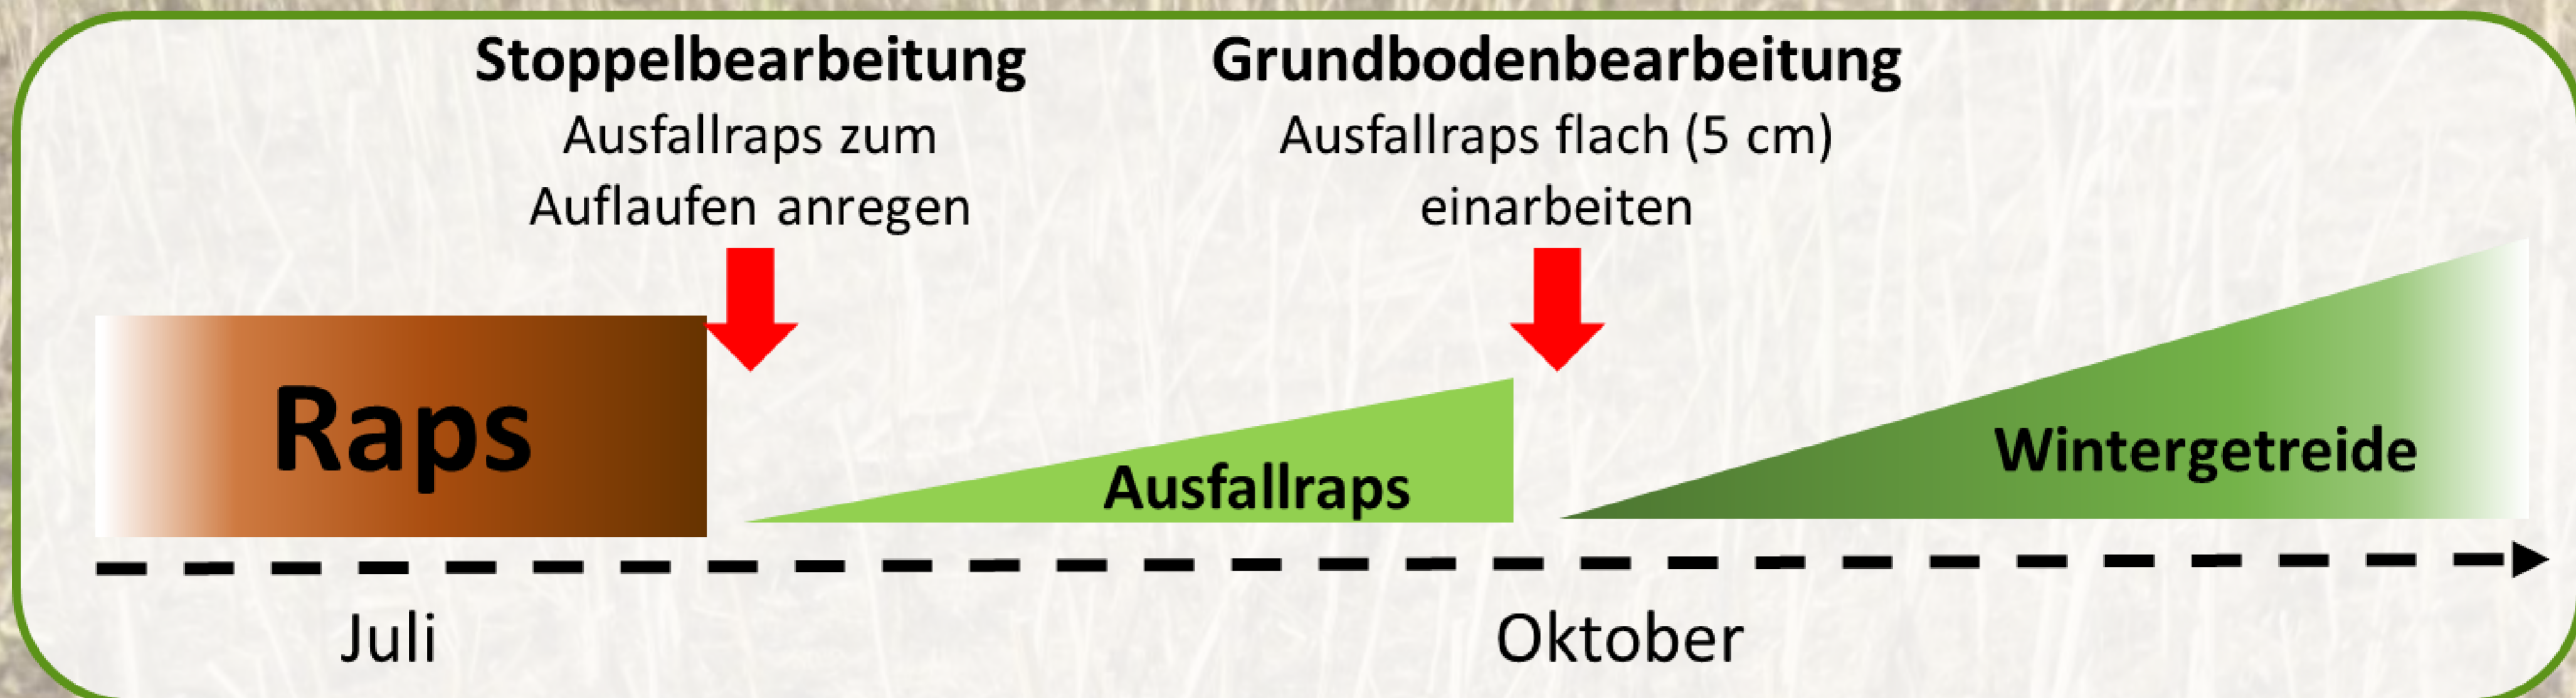 Stoppelbearbeitung
Ausfallraps zum
Auflaufen anregen
Grundbodenbearbeitung
Ausfallraps flach (5 cm)
einarbeiten
Raps
Ausfallraps
Wintergetreide
Juli
Oktober